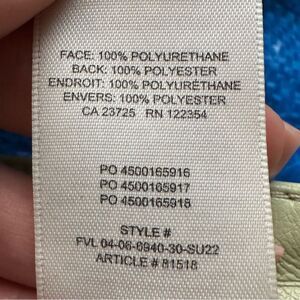 FACE: 100% POLYURETHANE
BACK: 100% POLYESTER
ENDROIT: 100% POLYURETHANE
ENVERS: 100% POLYESTER
CA 23725 RN 122354
PO 4500165916
PO 4500165917
PO 4500165918
STYLE #
FVL 04-06-6940-30-SU22
ARTICLE # 81518